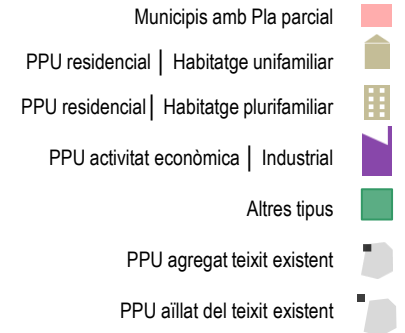 Municipis amb Pla parcial
PPU residencial | Habitatge unifamiliar
PPU residencial| Habitatge plurifamiliar
PPU activitat econòmica | Industrial
Altres tipus
PPU agregat teixit existent
PPU aïllat del teixit existent